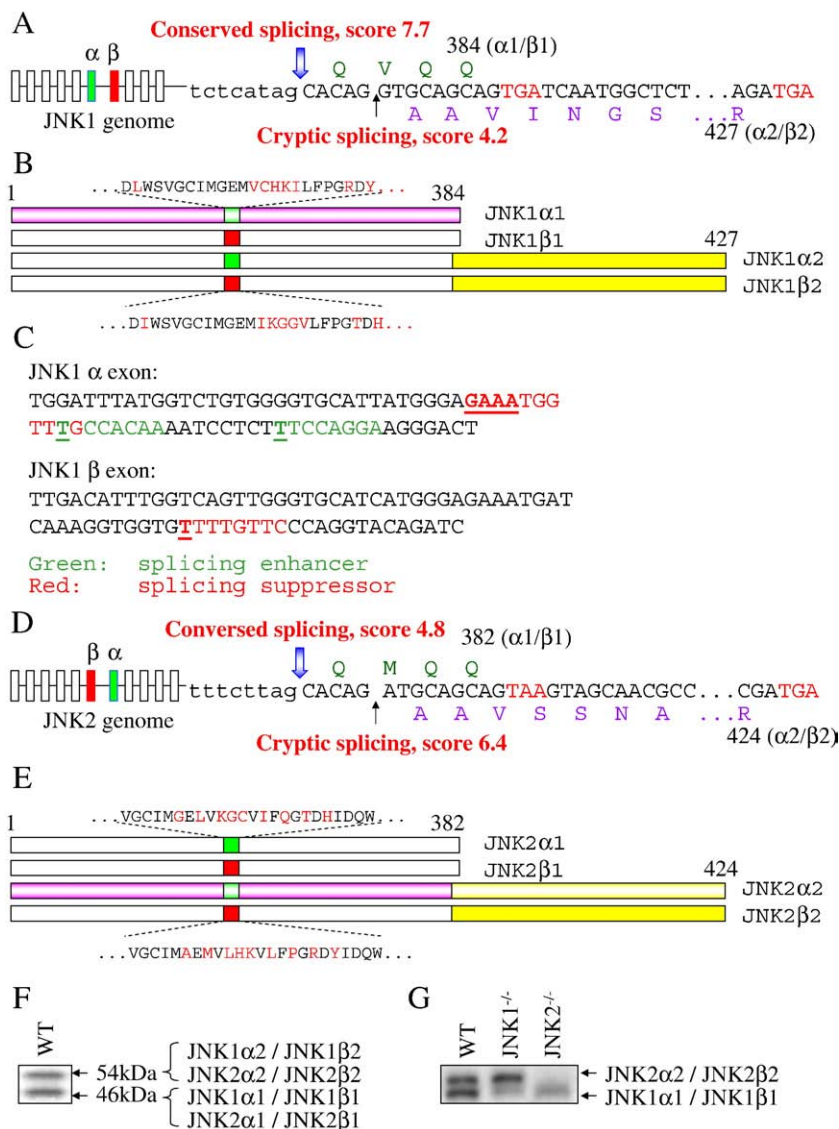 A
Conserved splicing, score 7.7
α β
384 (α1/β1)
Q V Q Q
tctcatagCACAG GTGCAGCAGTGATCAATGGCTCT...AGATGA
JNK1 genome
A A V I N G S ...R
Cryptic splicing, score 4.2
427 (α2/β2)
B
1
...DLWSVGCIMGEMVCHKILFPGRDY...
384
JNK1α1
JNK1β1
427
JNK1α2
JNK1β2
...DIWSVGCIMGEMIKGGVLFPGTDH...
C
JNK1 α exon:
TGGATTTATGGTCTGTGGGGTGCATTATGGGAGAAATGG
TTTGCCACAAAATCCTCTTTCCAGGAAGGGACT
JNK1 β exon:
TTGACATTTGGTCAGTTGGGTGCATCATGGGAGAAATGAT
CAAAGGTGGTGTTTTGTTCCCAGGTACAGATC
Green: splicing enhancer
Red: splicing suppressor
D
Conversed splicing, score 4.8
β α
382 (α1/β1)
Q M Q Q
tttcttagCACAG ATGCAGCAGTAAGTAGCAACGCC...CGATGA
JNK2 genome
A A V S S N A ...R
Cryptic splicing, score 6.4
424 (α2/β2)
E
1
...VGCIMGELVKGCVIFQGTDHIDQW...
382
JNK2α1
JNK2β1
424
JNK2α2
JNK2β2
...VGCIMAEMVLHKVLFPGRDYIDQW...
F
WT
54kDa
JNK1α2 / JNK1β2
JNK2α2 / JNK2β2
46kDa
JNK1α1 / JNK1β1
JNK2α1 / JNK2β1
G
WT
JNK1-/-
JNK2-/-
JNK2α2 / JNK2β2
JNK1α1 / JNK1β1